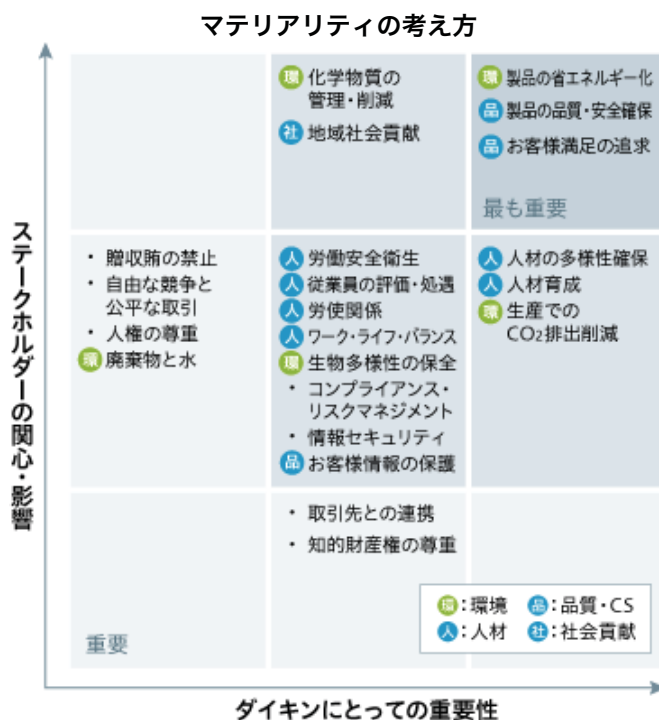 マテリアリティの考え方
ステークホルダーの関心・影響
環 化学物質の
管理・削減
社 地域社会貢献
環 製品の省エネルギー化
品 製品の品質・安全確保
品 お客様満足の追求
最も重要
・ 贈収賄の禁止
・ 自由な競争と
公平な取引
・ 人権の尊重
環 廃棄物と水
人 労働安全衛生
人 従業員の評価・処遇
人 労使関係
人 ワーク・ライフ・バランス
環 生物多様性の保全
・ コンプライアンス・
リスクマネジメント
・ 情報セキュリティ
品 お客様情報の保護
人 人材の多様性確保
人 人材育成
環 生産での
CO2排出削減
・ 取引先との連携
・ 知的財産権の尊重
重要
環:環境 品:品質・CS
人:人材 社:社会貢献
ダイキンにとっての重要性